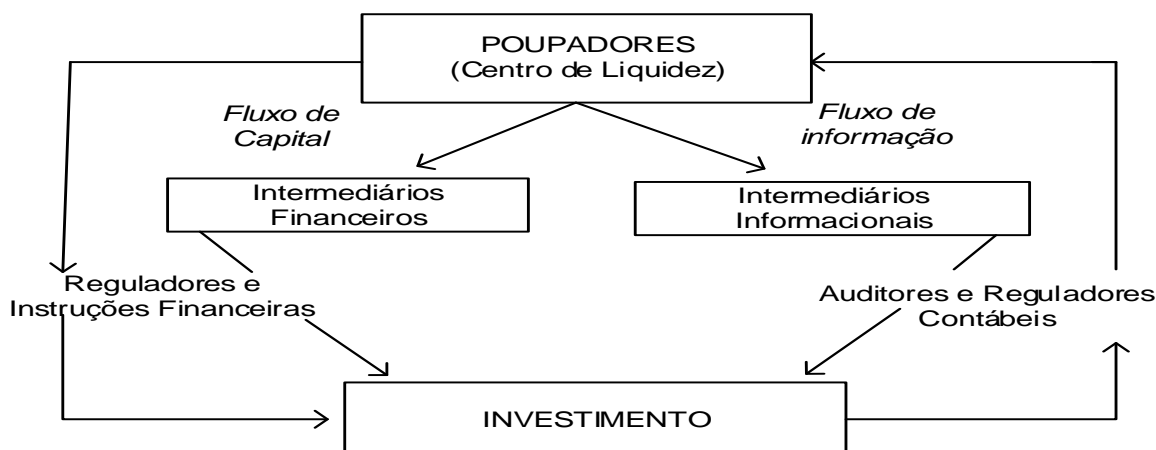 POUPADORES
(Centro de Liquidez)
Fluxo de
Capital
Fluxo de
informação
Intermediários
Financeiros
Intermediários
Informacionais
Reguladores e
Instruções Financeiras
Auditores e Reguladores
Contábeis
INVESTIMENTO